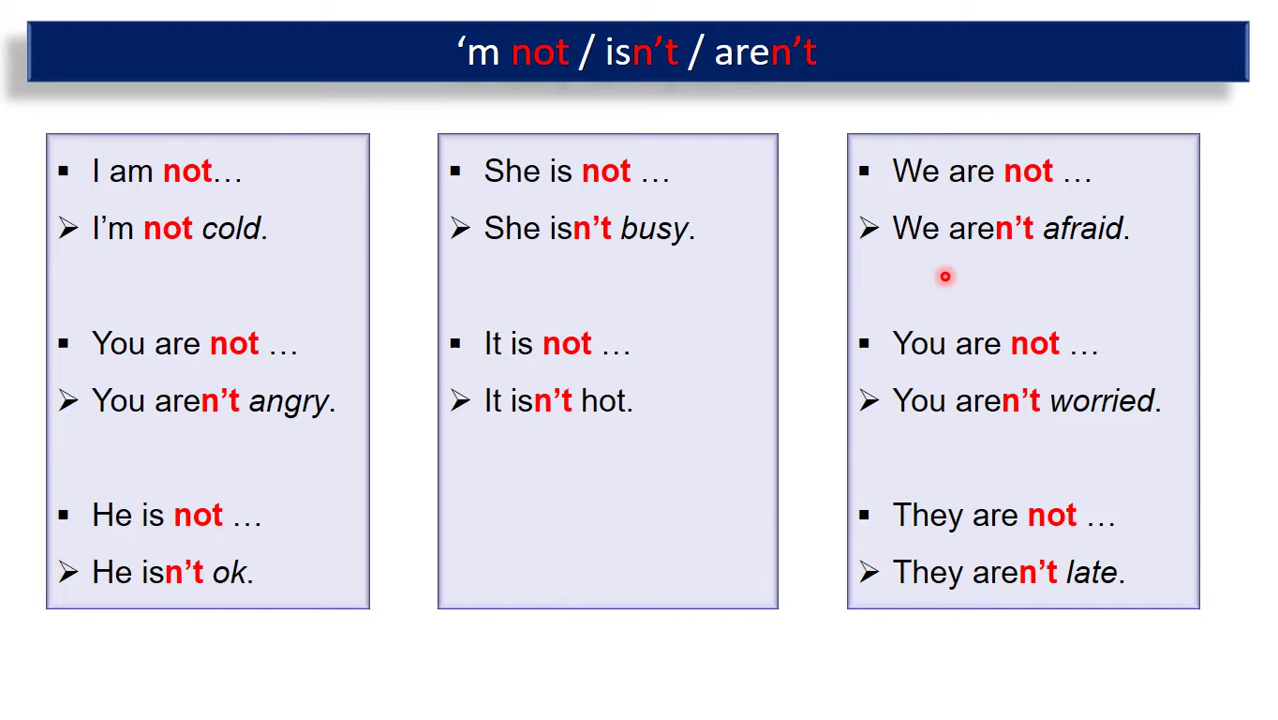 ‘m not / isn’t / aren’t
▪ I am not…
➢ I’m not cold.
▪ You are not …
➢ You aren’t angry.
▪ He is not …
➢ He isn’t ok.
▪ She is not …
➢ She isn’t busy.
▪ It is not …
➢ It isn’t hot.
▪ We are not …
➢ We aren’t afraid.
▪ You are not …
➢ You aren’t worried.
▪ They are not …
➢ They aren’t late.